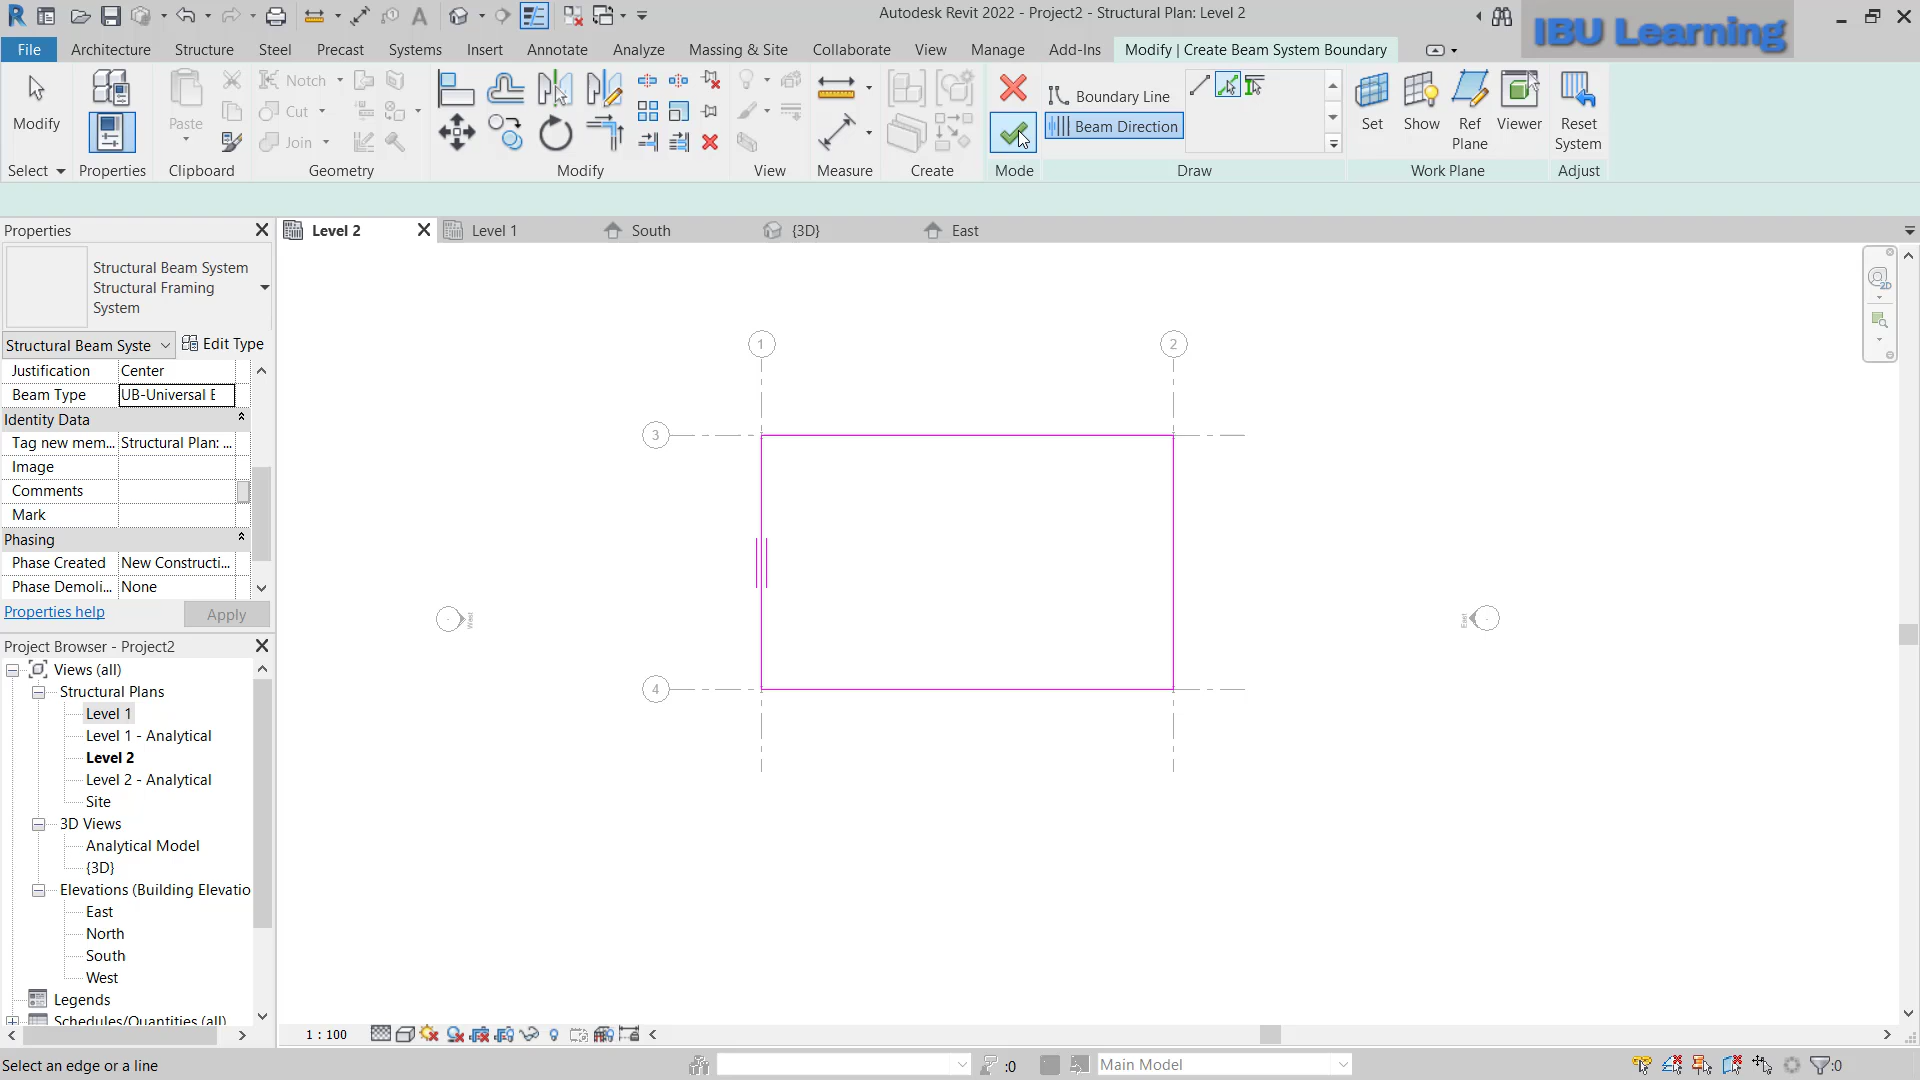 Autodesk Revit 2022 - Project2 - Structural Plan: Level 2
IBU Learning
File
Architecture
Structure
Steel
Precast
Systems
Insert
Annotate
Analyze
Massing & Site
Collaborate
View
Manage
Add-Ins
Modify | Create Beam System Boundary
Modify
Paste
Notch
Cut
Join
Boundary Line
Beam Direction
Set
Show
Ref
Plane
Viewer
Reset
System
Select
Properties
Clipboard
Geometry
Modify
View
Measure
Create
Mode
Draw
Work Plane
Adjust
Properties
Level 2
Level 1
South
{3D}
East
Structural Beam System
Structural Framing
System
Structural Beam Syste
Edit Type
Justification Center
Beam Type UB-Universal B
Identity Data
Tag new mem... Structural Plan: ...
Image
Comments
Mark
Phasing
Phase Created New Constructi...
Phase Demoli... None
Properties help
Apply
Project Browser - Project2
Views (all)
Structural Plans
Level 1
Level 1 - Analytical
Level 2
Level 2 - Analytical
Site
3D Views
Analytical Model
{3D}
Elevations (Building Elevatio
East
North
South
West
Legends
Schedules/Quantities (all)
2D
1
2
3
4
West
East
1 : 100
Select an edge or a line
:0
Main Model
:0